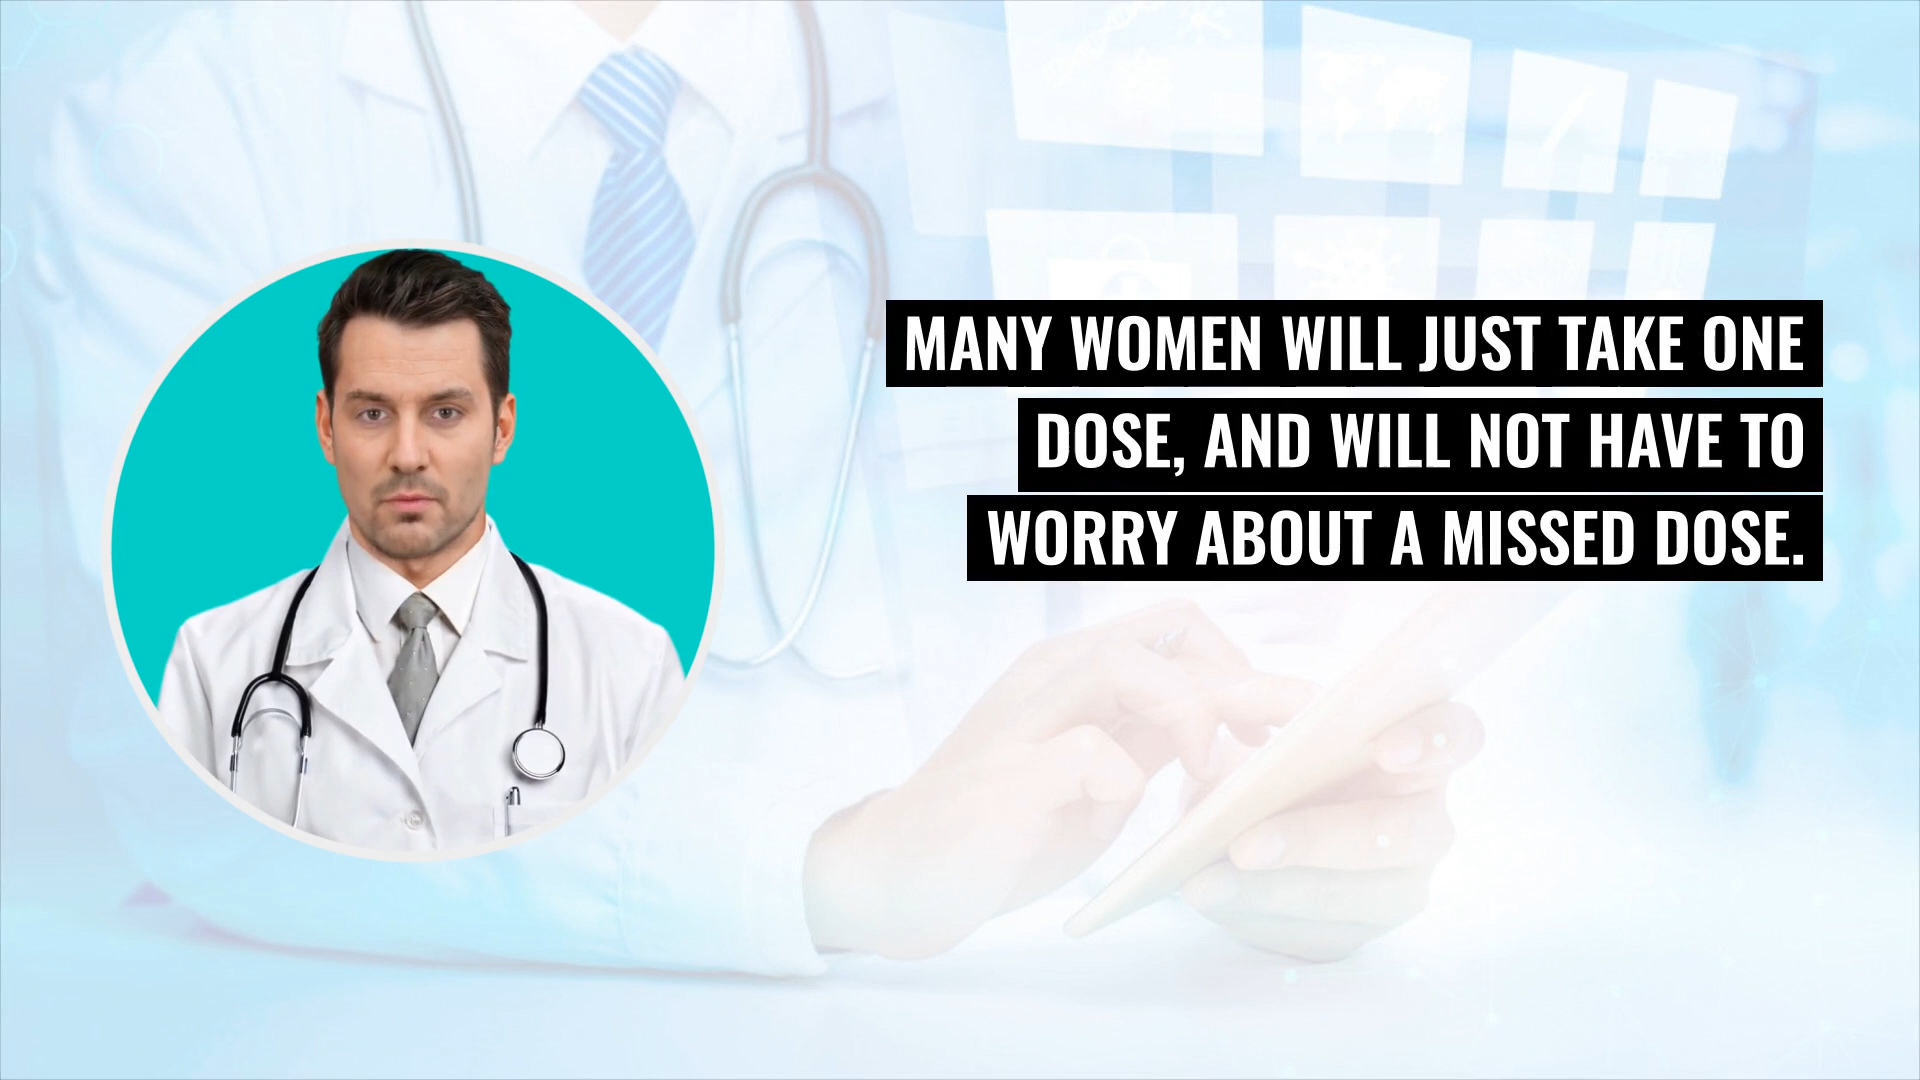 MANY WOMEN WILL JUST TAKE ONE
DOSE, AND WILL NOT HAVE TO
WORRY ABOUT A MISSED DOSE.